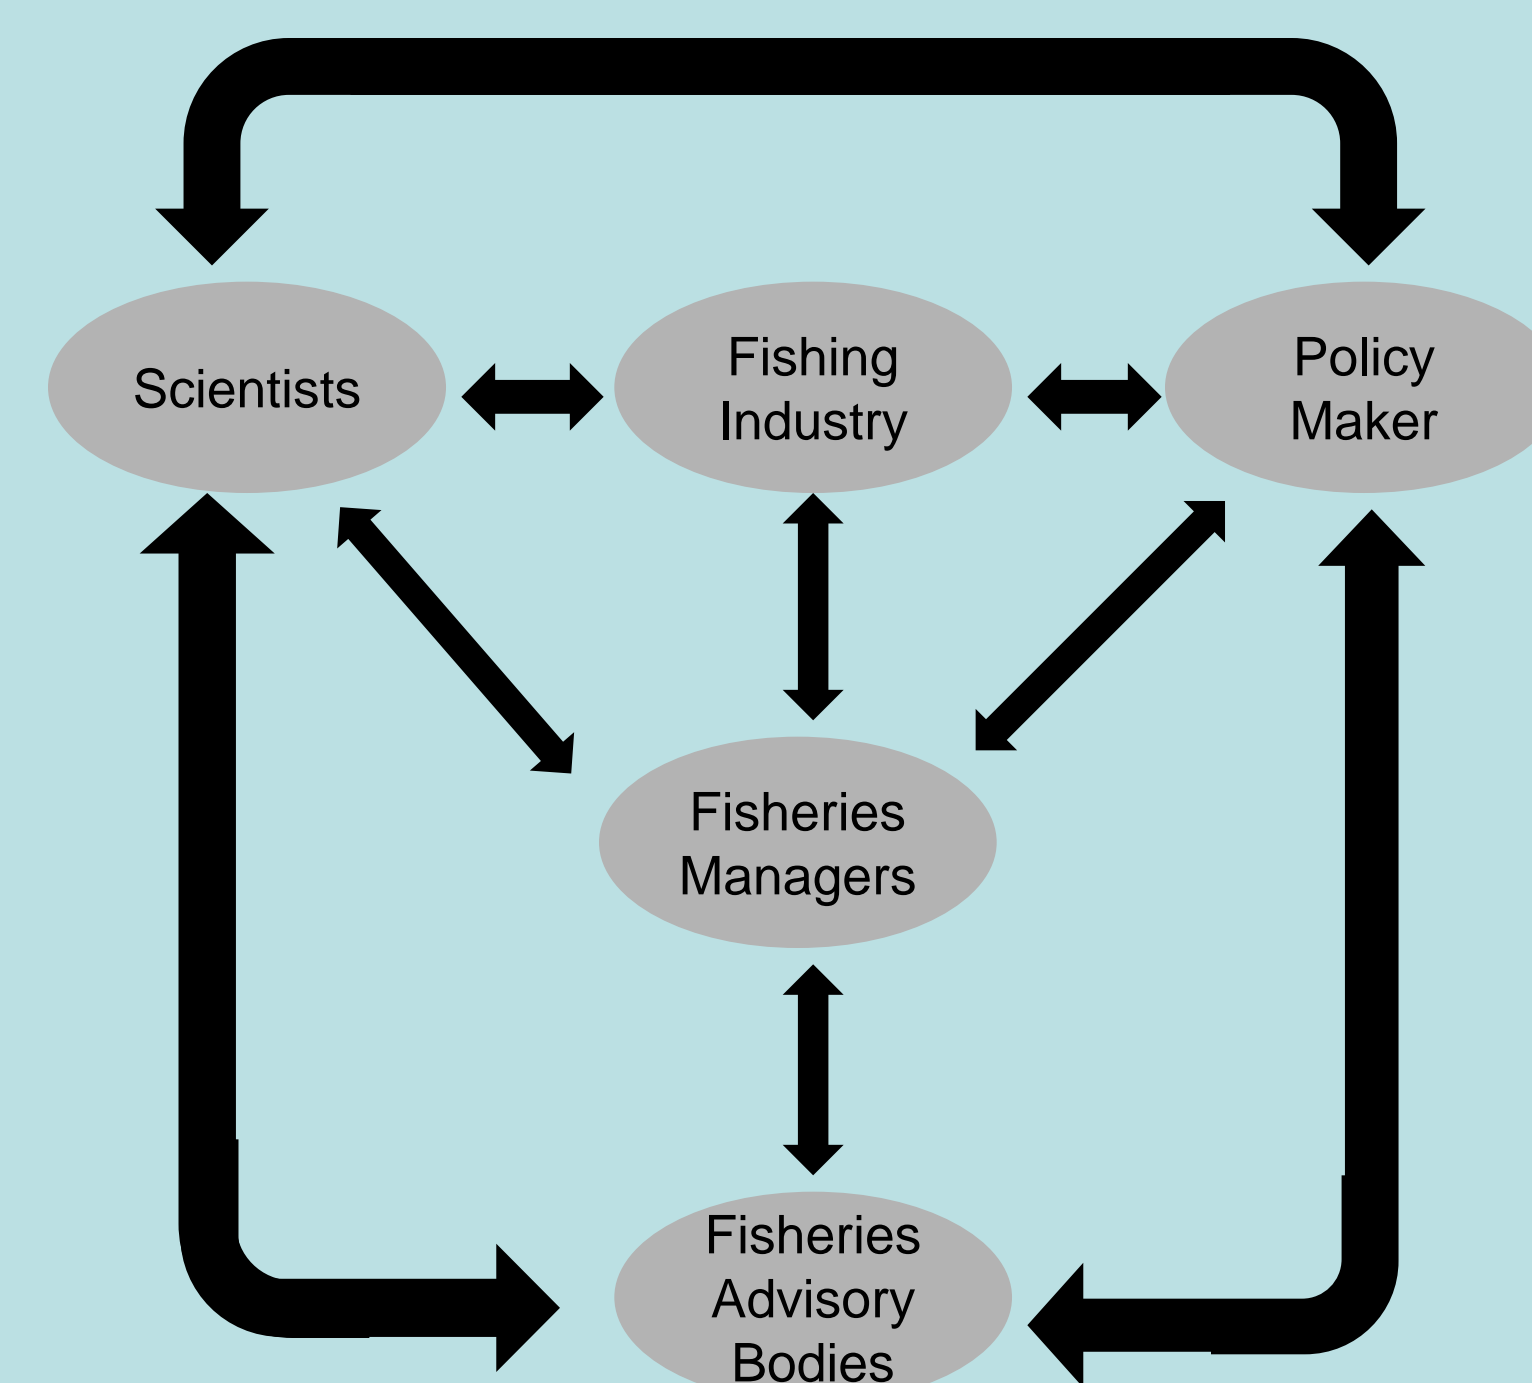 Scientists
Fishing
Industry
Policy
Maker
Fisheries
Managers
Fisheries
Advisory
Bodies